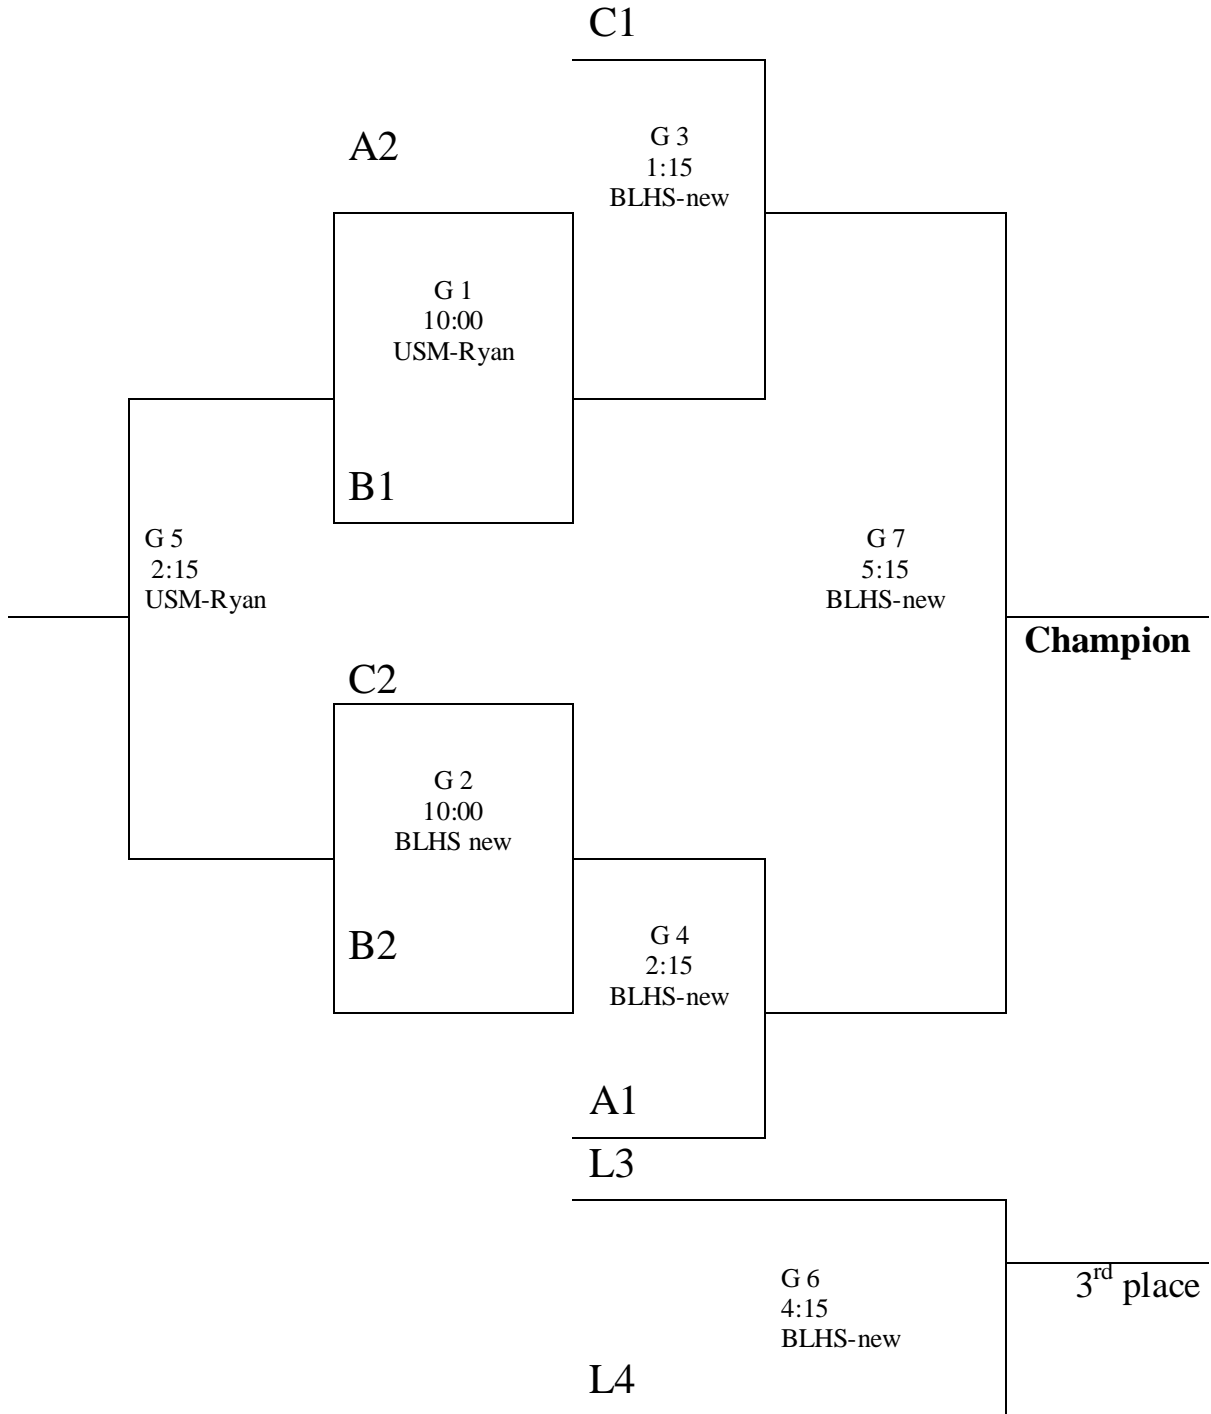 C1
A2
G 3
1:15
BLHS-new
G 1
10:00
USM-Ryan
B1
G 5
2:15
USM-Ryan
G 7
5:15
BLHS-new
Champion
C2
G 2
10:00
BLHS new
B2
G 4
2:15
BLHS-new
A1
L3
G 6
4:15
BLHS-new
3rd place
L4